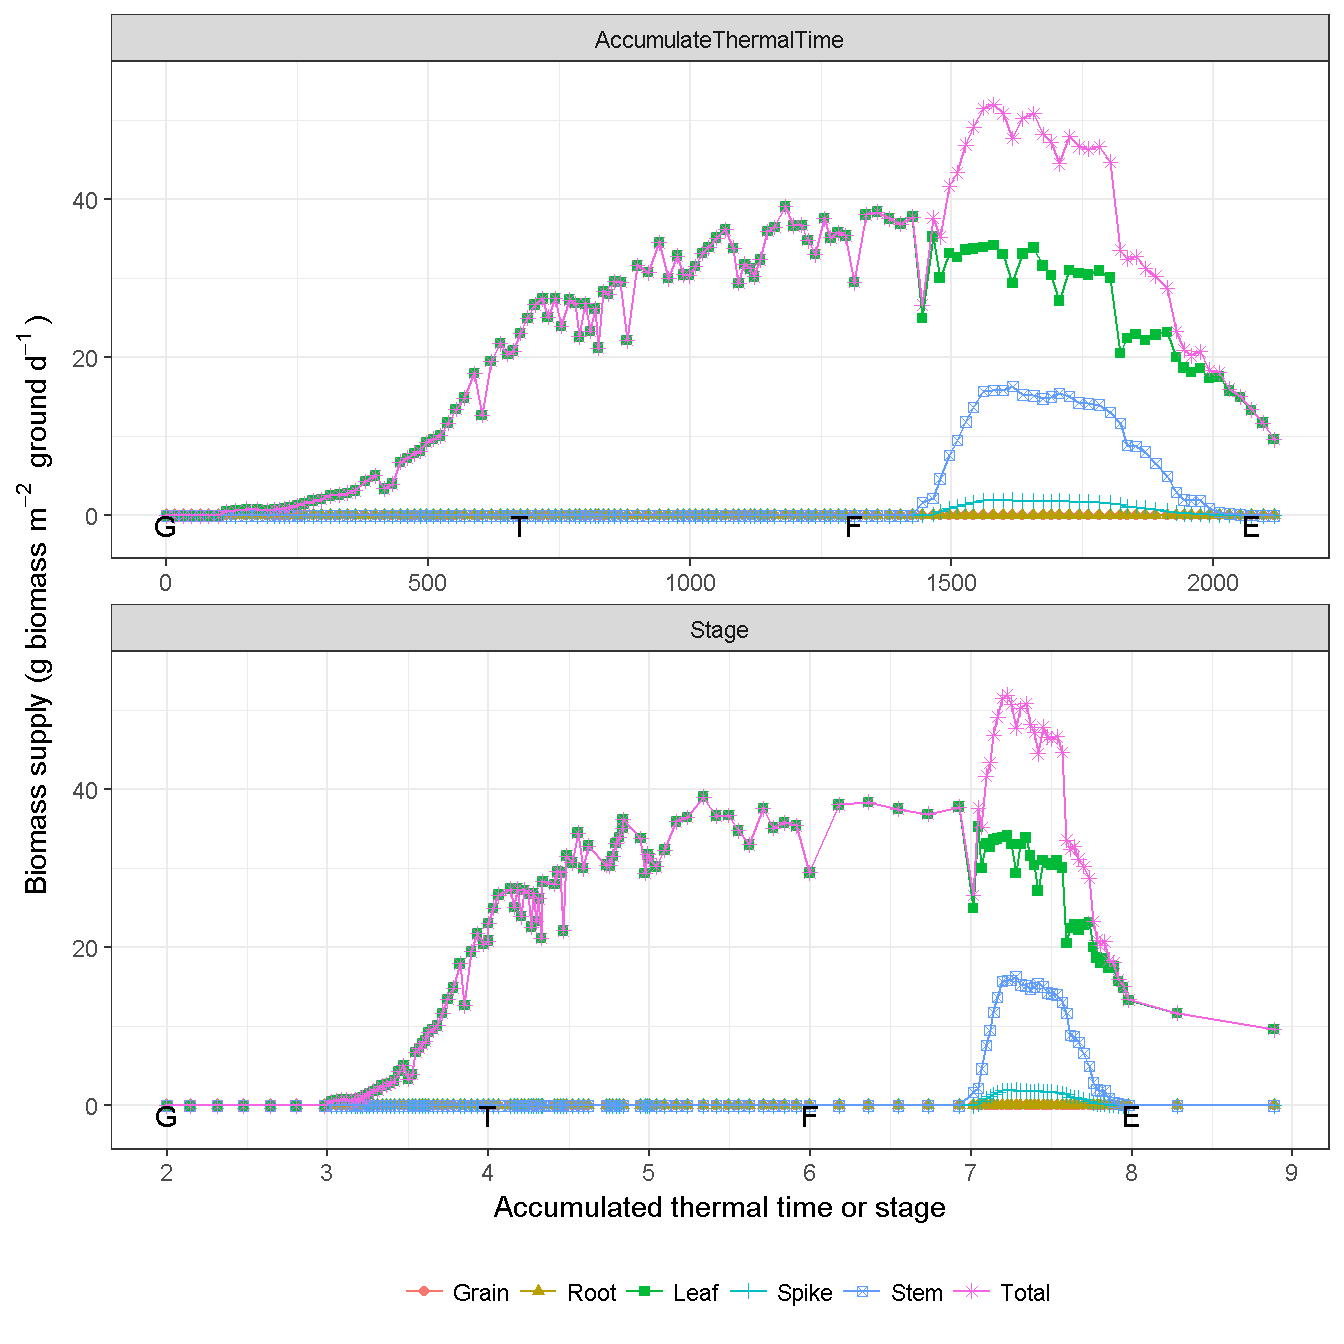 AccumulateThermalTime
40
20
0
G T F E
0 500 1000 1500 2000
Stage
40
20
0
G T F E
2 3 4 5 6 7 8 9
Biomass supply (g biomass m⁻² ground d⁻¹)
Accumulated thermal time or stage
Grain Root Leaf Spike Stem Total